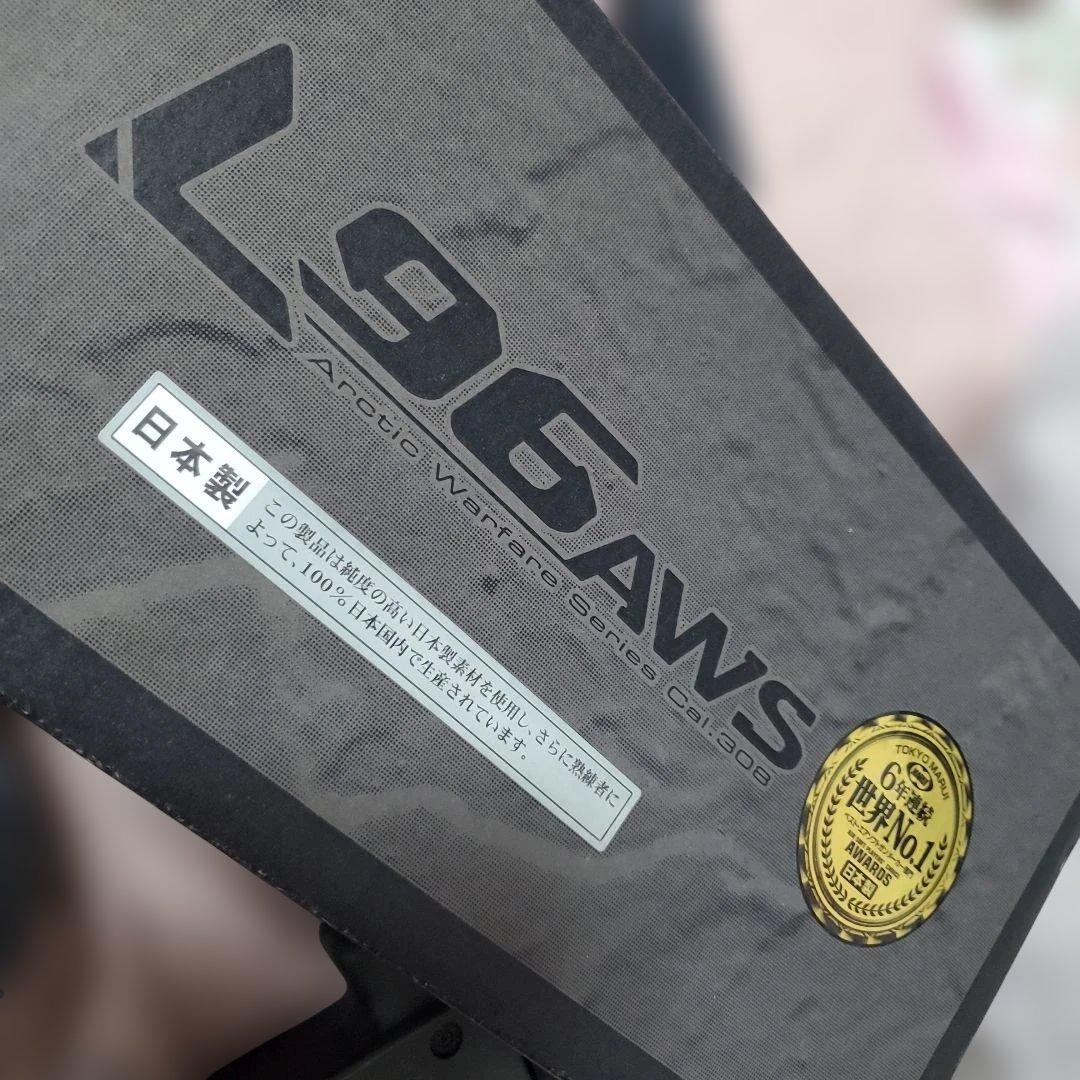 L96AWS
Arctic Warfare Series Cal.308
日本製
この製品は純度の高い日本製素材を使用し、さらに熟練者に
よって、100%日本国内で生産されています。
TOKYO MARUI
6年連続
世界No.1
AWARDS
日本製